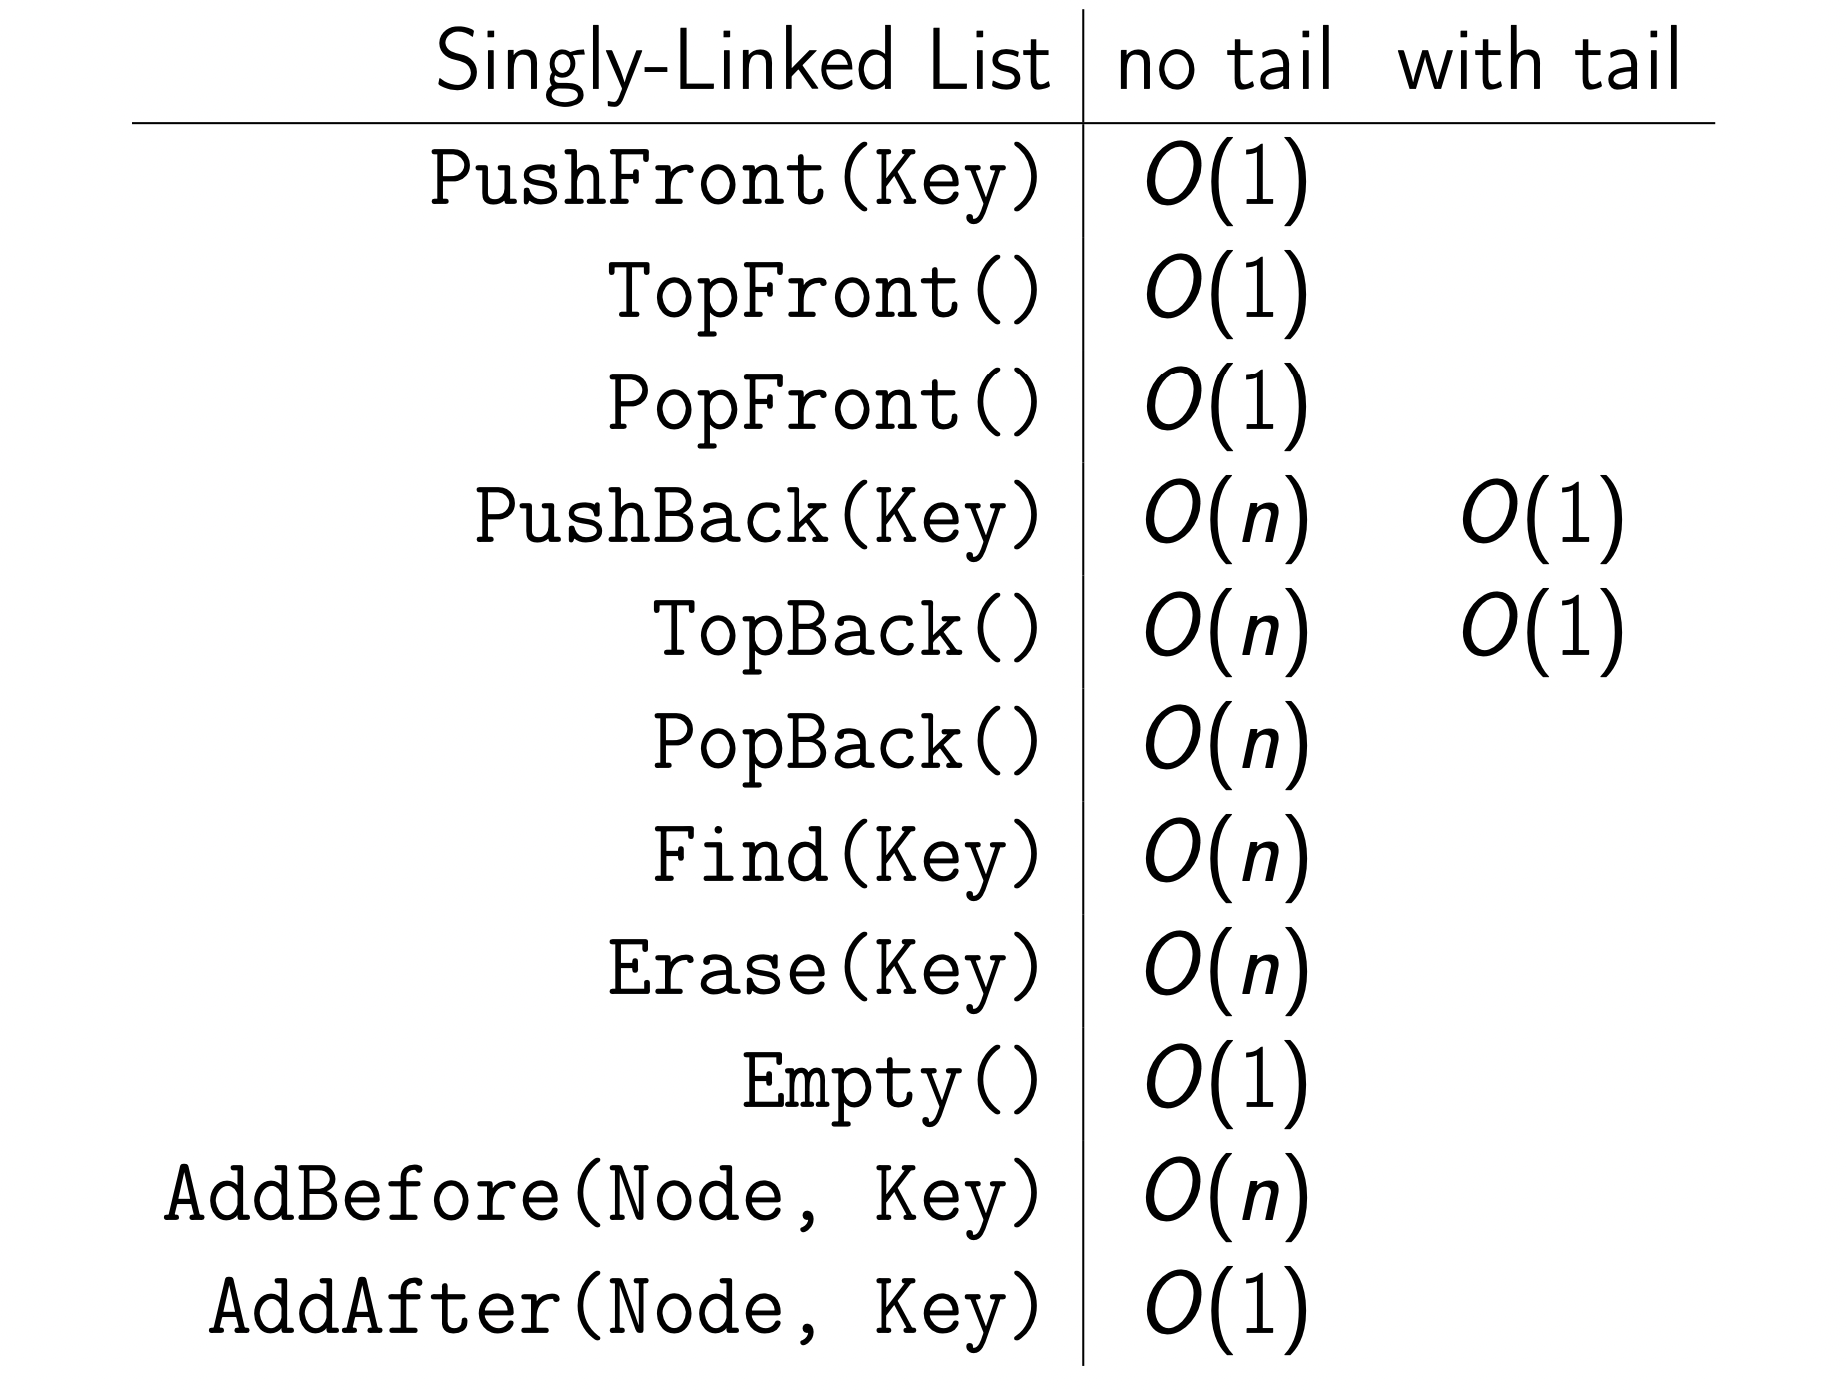 Singly-Linked List no tail with tail
PushFront(Key) O(1)
TopFront() O(1)
PopFront() O(1)
PushBack(Key) O(n) O(1)
TopBack() O(n) O(1)
PopBack() O(n)
Find(Key) O(n)
Erase(Key) O(n)
Empty() O(1)
AddBefore(Node, Key) O(n)
AddAfter(Node, Key) O(1)